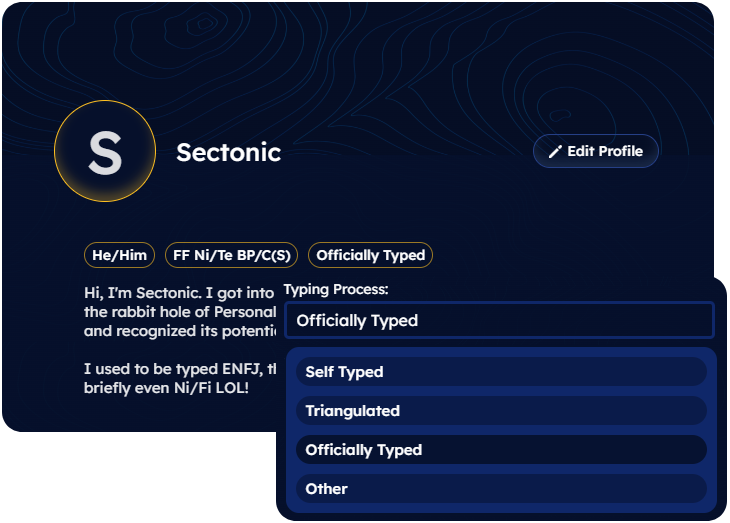 S
Sectonic
Edit Profile
He/Him
FF Ni/Te BP/C(S)
Officially Typed
Hi, I'm Sectonic. I got into
the rabbit hole of Personal
and recognized its potenti
I used to be typed ENFJ, th
briefly even Ni/Fi LOL!
Typing Process:
Officially Typed
Self Typed
Triangulated
Officially Typed
Other